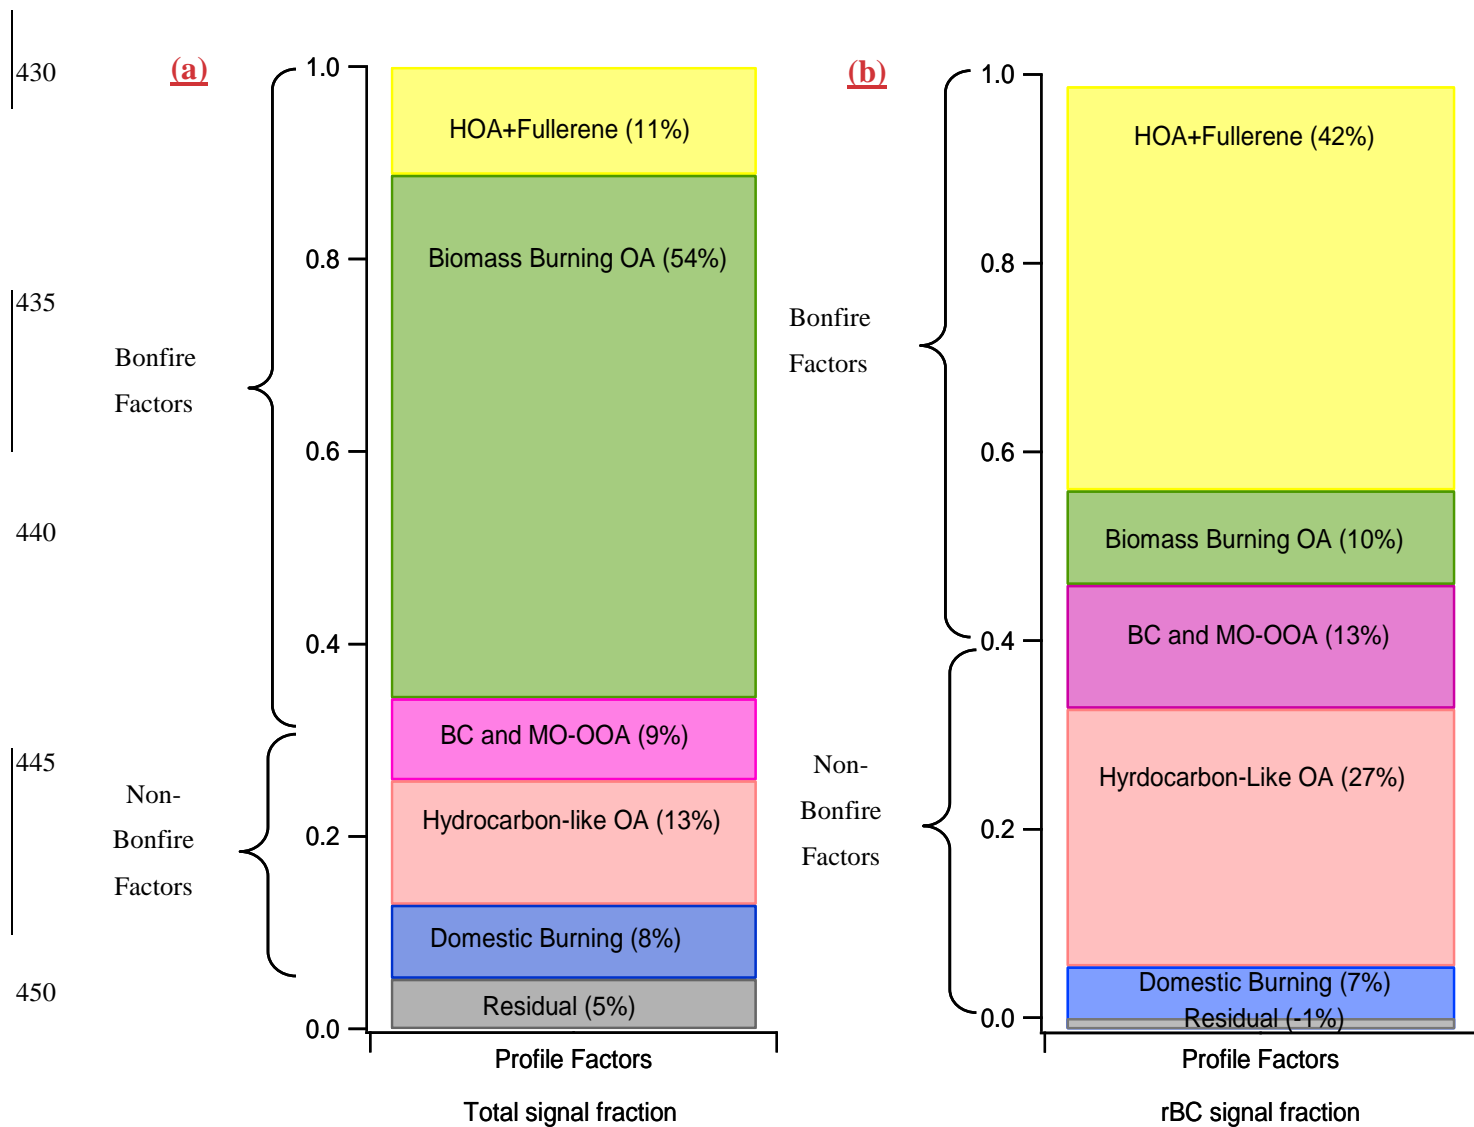 430
435
440
445
450
(a)
1.0
0.8
0.6
0.4
0.2
0.0
Bonfire
Factors
Non-
Bonfire
Factors
HOA+Fullerene (11%)
Biomass Burning OA (54%)
BC and MO-OOA (9%)
Hydrocarbon-like OA (13%)
Domestic Burning (8%)
Residual (5%)
Profile Factors
Total signal fraction
(b)
1.0
0.8
0.6
0.4
0.2
0.0
Bonfire
Factors
Non-
Bonfire
Factors
HOA+Fullerene (42%)
Biomass Burning OA (10%)
BC and MO-OOA (13%)
Hyrdocarbon-Like OA (27%)
Domestic Burning (7%)
Residual (-1%)
Profile Factors
rBC signal fraction